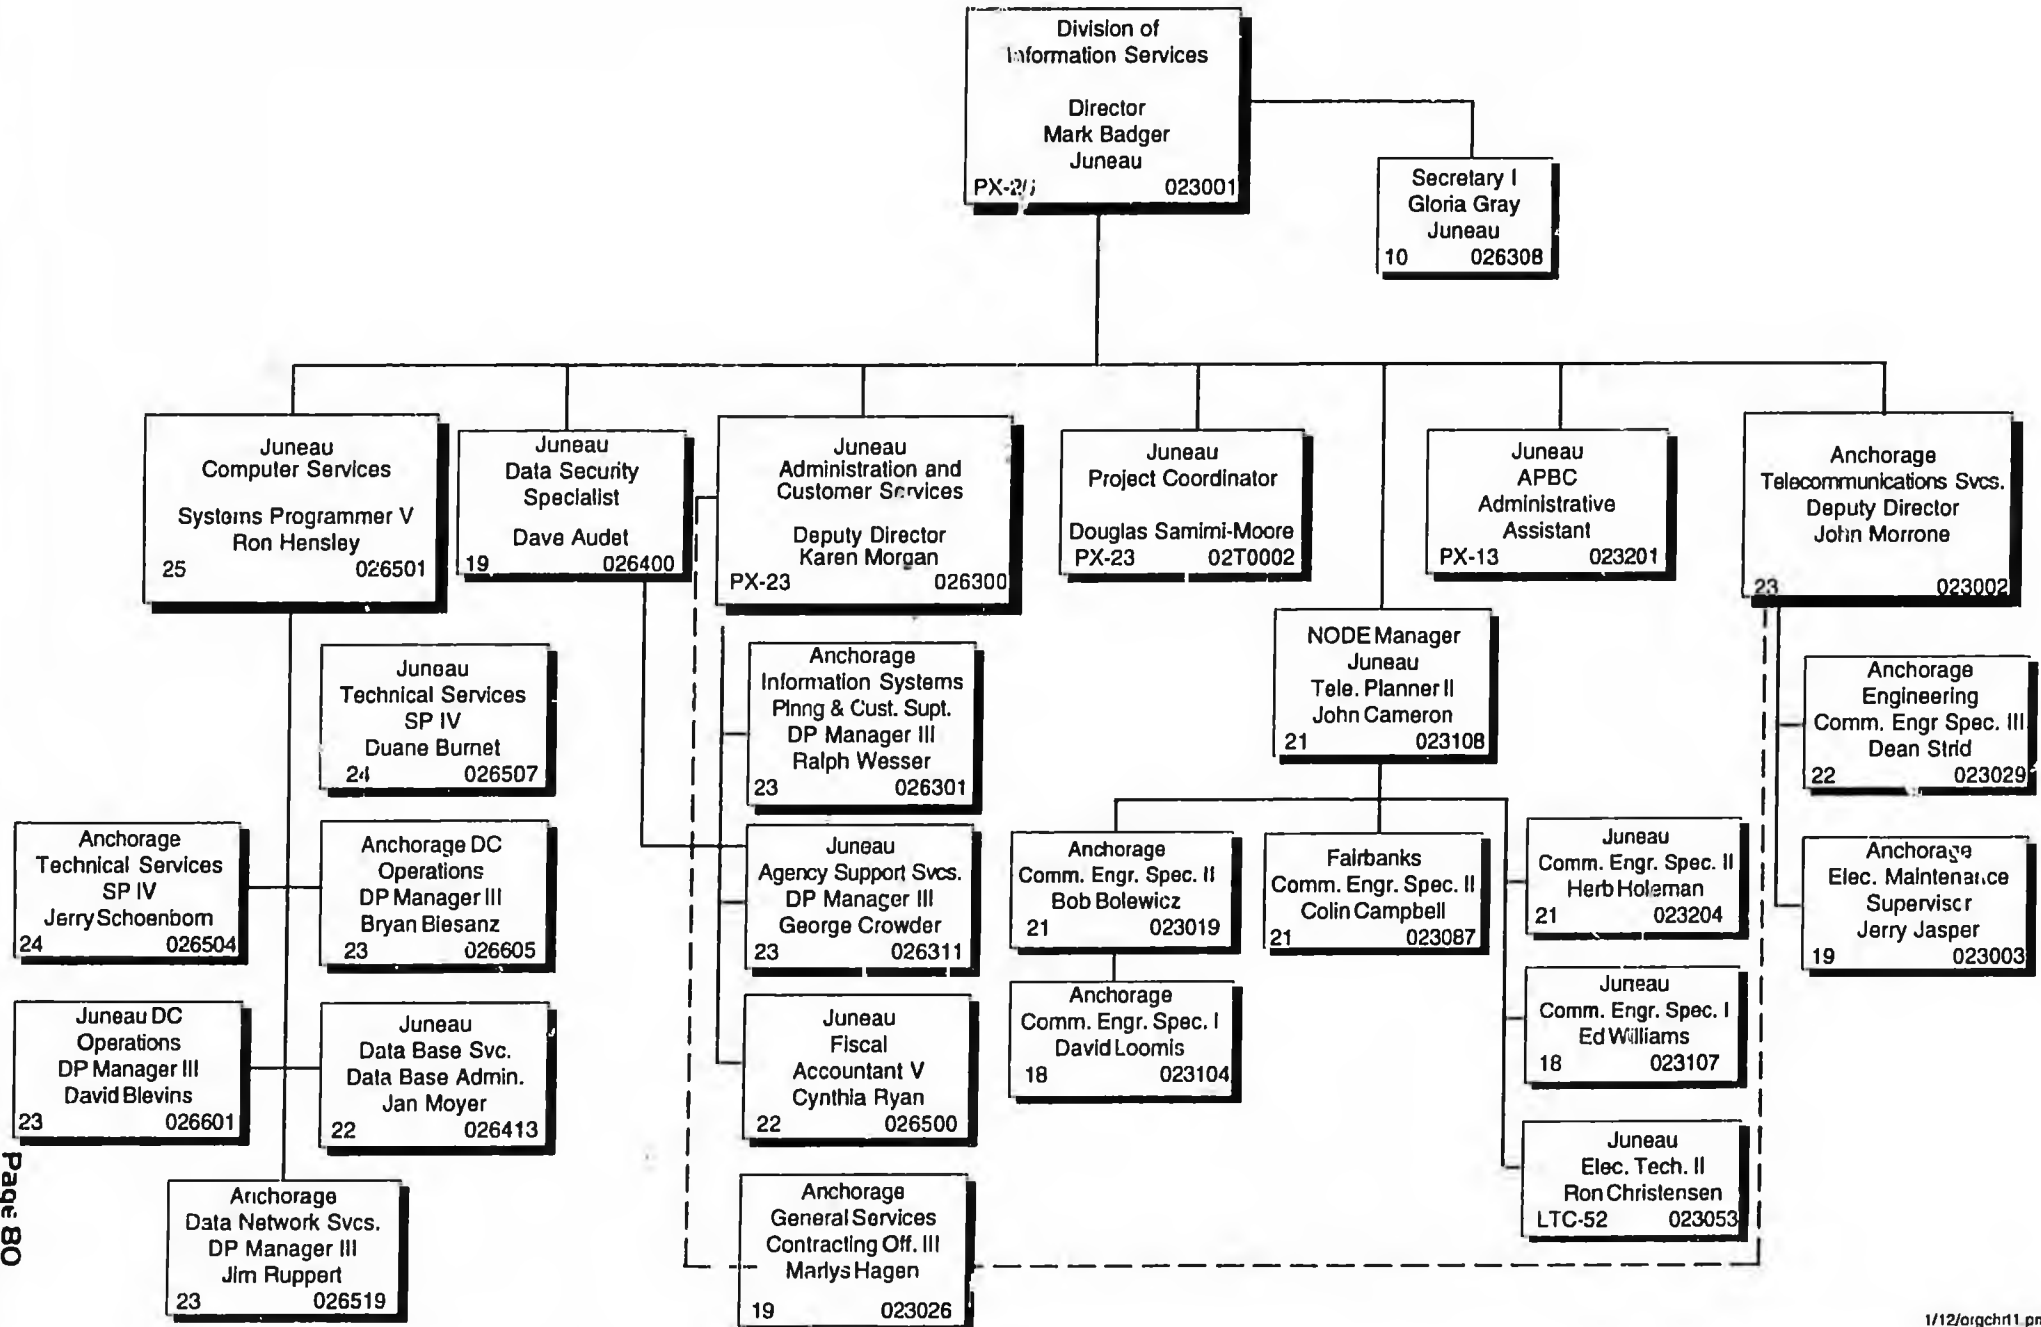 Division of
Information Services
Director
Mark Badger
Juneau
023001
Secretary I
Gloria Gray
Juneau
10 026308
Juneau
Computer Services
Systems Programmer V
Ron Hensley
25 026501
Juneau
Data Security
Specialist
Dave Audet
19 026400
Juneau
Administration and
Customer Services
Deputy Director
Karen Morgan
PX-23 026300
Juneau
Project Coordinator
Douglas Samimi-Moore
PX-23 02T0002
Juneau
APBC
Administrative
Assistant
PX-13 023201
Anchorage
Telecommunications Svcs.
Deputy Director
John Morrone
23 023002
Juneau
Technical Services
SP IV
Duane Burnet
24 026507
Anchorage
Technical Services
SP IV
Jerry Schoenborn
24 026504
Anchorage DC
Operations
DP Manager III
Bryan Biesanz
23 026605
Juneau DC
Operations
DP Manager III
David Blevins
23 026601
Juneau
Data Base Svc.
Data Base Admin.
Jan Moyer
22 026413
Anchorage
Data Network Svcs.
DP Manager III
Jim Ruppert
23 026519
Anchorage
Information Systems
Plnng & Cust. Supt.
DP Manager III
Ralph Wesser
23 026301
Juneau
Agency Support Svcs.
DP Manager III
George Crowder
23 026311
Juneau
Fiscal
Accountant V
Cynthia Ryan
22 026500
Anchorage
General Services
Contracting Off. III
Marlys Hagen
19 023026
NODE Manager
Juneau
Tele. Planner II
John Cameron
21 023108
Anchorage
Comm. Engr. Spec. II
Bob Bolewicz
21 023019
Anchorage
Comm. Engr. Spec. I
David Loomis
18 023104
Fairbanks
Comm. Engr. Spec. II
Colin Campbell
21 023087
Juneau
Comm. Engr. Spec. II
Herb Holeman
21 023204
Juneau
Comm. Engr. Spec. I
Ed Williams
18 023107
Juneau
Elec. Tech. II
Ron Christensen
LTC-52 023053
Anchorage
Engineering
Comm. Engr Spec. III
Dean Strid
22 023029
Anchorage
Elec. Maintenance
Supervisor
Jerry Jasper
19 023003
Page 80